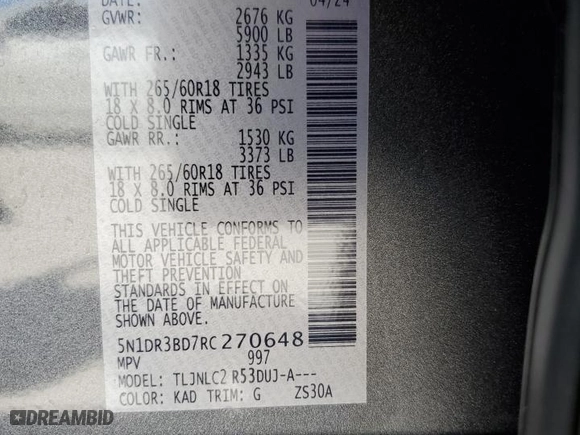 DATE: 04/24
GVWR: 2676 KG
5900 LB
GAWR FR.: 1335 KG
2943 LB
WITH 265/60R18 TIRES
18 X 8.0 RIMS AT 36 PSI
COLD SINGLE
GAWR RR.: 1530 KG
3373 LB
WITH 265/60R18 TIRES
18 X 8.0 RIMS AT 36 PSI
COLD SINGLE
THIS VEHICLE CONFORMS TO
ALL APPLICABLE FEDERAL
MOTOR VEHICLE SAFETY AND
THEFT PREVENTION
STANDARDS IN EFFECT ON
THE DATE OF MANUFACTURE
SHOWN ABOVE.
5N1DR3BD7RC270648
MPV 997
MODEL: TLJNLC2 R53DUJ-A---
COLOR: KAD TRIM: G ZS30A
DREAMBID